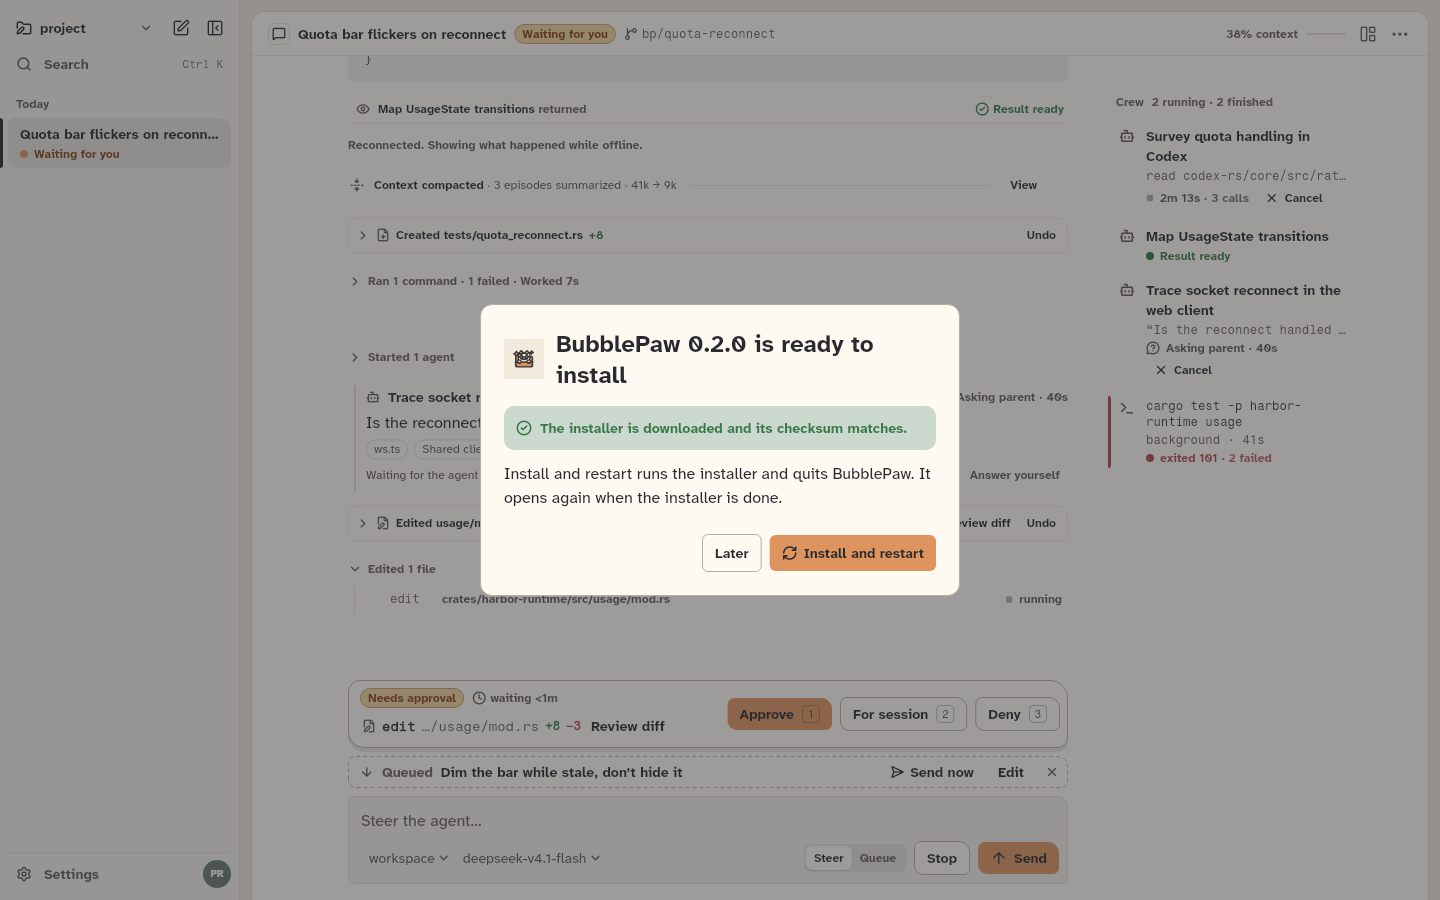 project
Search
Ctrl K
Today
Quota bar flickers on reconn…
Waiting for you
Settings
PR
Quota bar flickers on reconnect
Waiting for you
bp/quota-reconnect
38% context
}
Map UsageState transitions returned
Result ready
Reconnected. Showing what happened while offline.
Context compacted · 3 episodes summarized · 41k → 9k
View
Created tests/quota_reconnect.rs +8
Undo
Ran 1 command · 1 failed · Worked 7s
Started 1 agent
Trace socket r
Asking parent · 40s
Is the reconnect
ws.ts
Shared clie
Waiting for the agent
Answer yourself
Edited usage/m
view diff
Undo
Edited 1 file
edit crates/harbor-runtime/src/usage/mod.rs
running
BubblePaw 0.2.0 is ready to
install
The installer is downloaded and its checksum matches.
Install and restart runs the installer and quits BubblePaw. It
opens again when the installer is done.
Later
Install and restart
Needs approval
waiting <1m
edit …/usage/mod.rs +8 −3 Review diff
Approve 1
For session 2
Deny 3
Queued Dim the bar while stale, don't hide it
Send now
Edit
Steer the agent…
workspace
deepseek-v4.1-flash
Steer
Queue
Stop
Send
Crew 2 running · 2 finished
Survey quota handling in
Codex
read codex-rs/core/src/rat…
2m 13s · 3 calls
Cancel
Map UsageState transitions
Result ready
Trace socket reconnect in the
web client
“Is the reconnect handled …
Asking parent · 40s
Cancel
cargo test -p harbor-
runtime usage
background · 41s
exited 101 · 2 failed